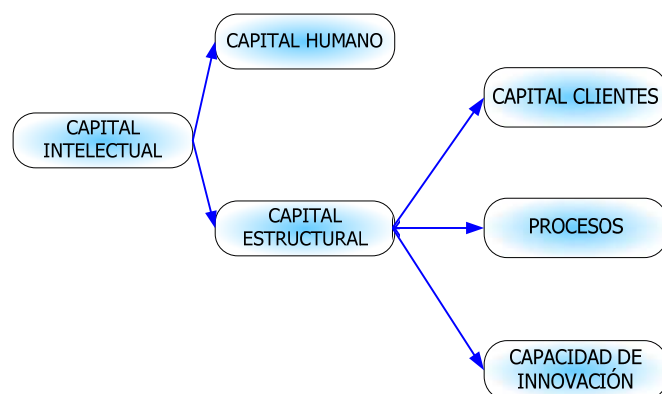 CAPITAL HUMANO
CAPITAL CLIENTES
CAPITAL
INTELECTUAL
CAPITAL
ESTRUCTURAL
PROCESOS
CAPACIDAD DE
INNOVACIÓN